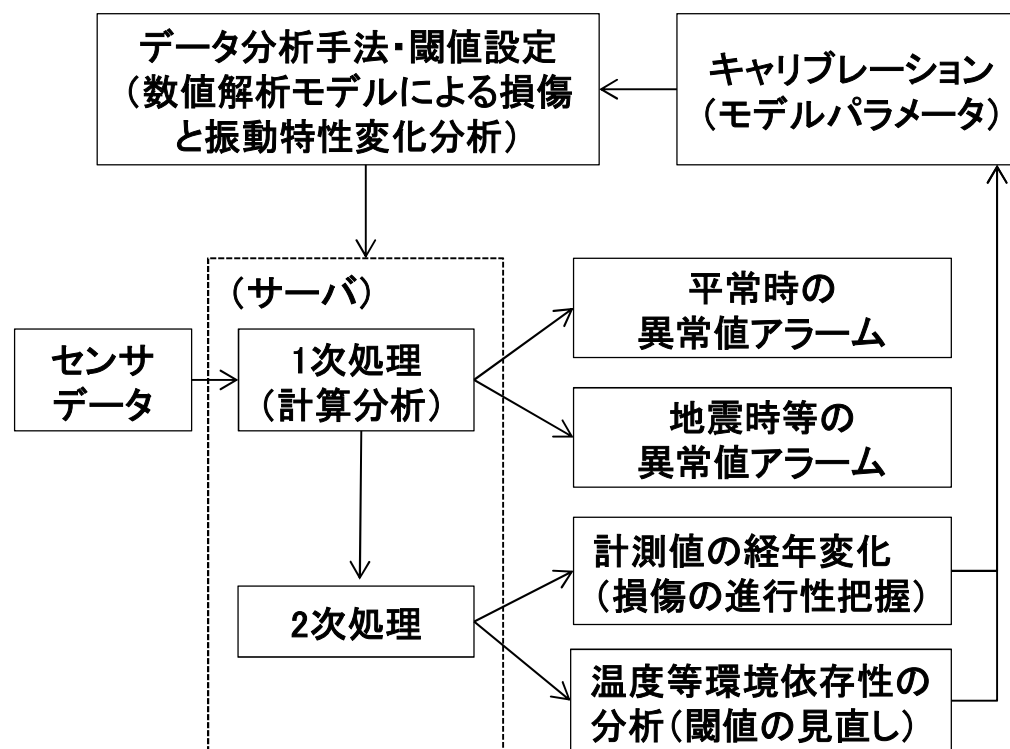 データ分析手法・閾値設定
（数値解析モデルによる損傷
と振動特性変化分析）
キャリブレーション
（モデルパラメータ）
（サーバ）
センサ
データ
1次処理
（計算分析）
平常時の
異常値アラーム
地震時等の
異常値アラーム
2次処理
計測値の経年変化
（損傷の進行性把握）
温度等環境依存性の
分析（閾値の見直し）